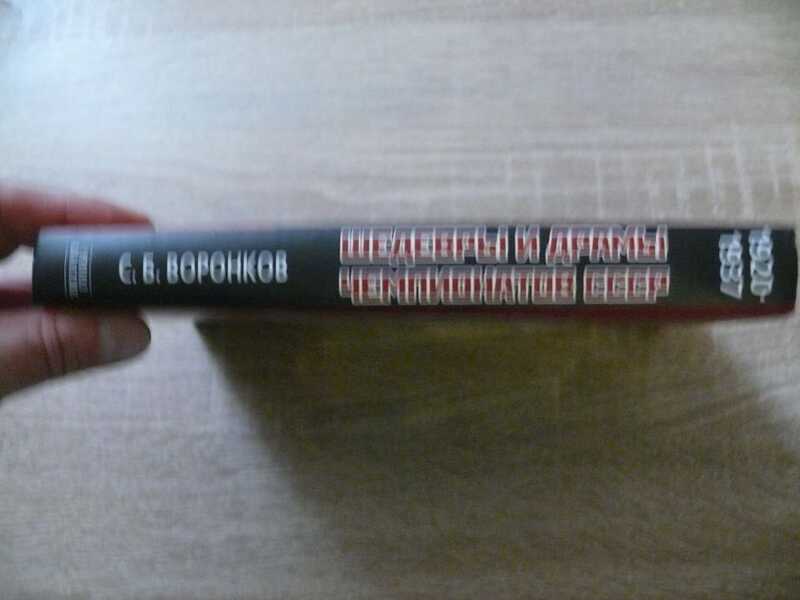 С. Б. ВОРОНКОВ
ШЕДЕВРЫ И ДРАМЫ
ЧЕМПИОНАТОВ СССР
1920-
1937